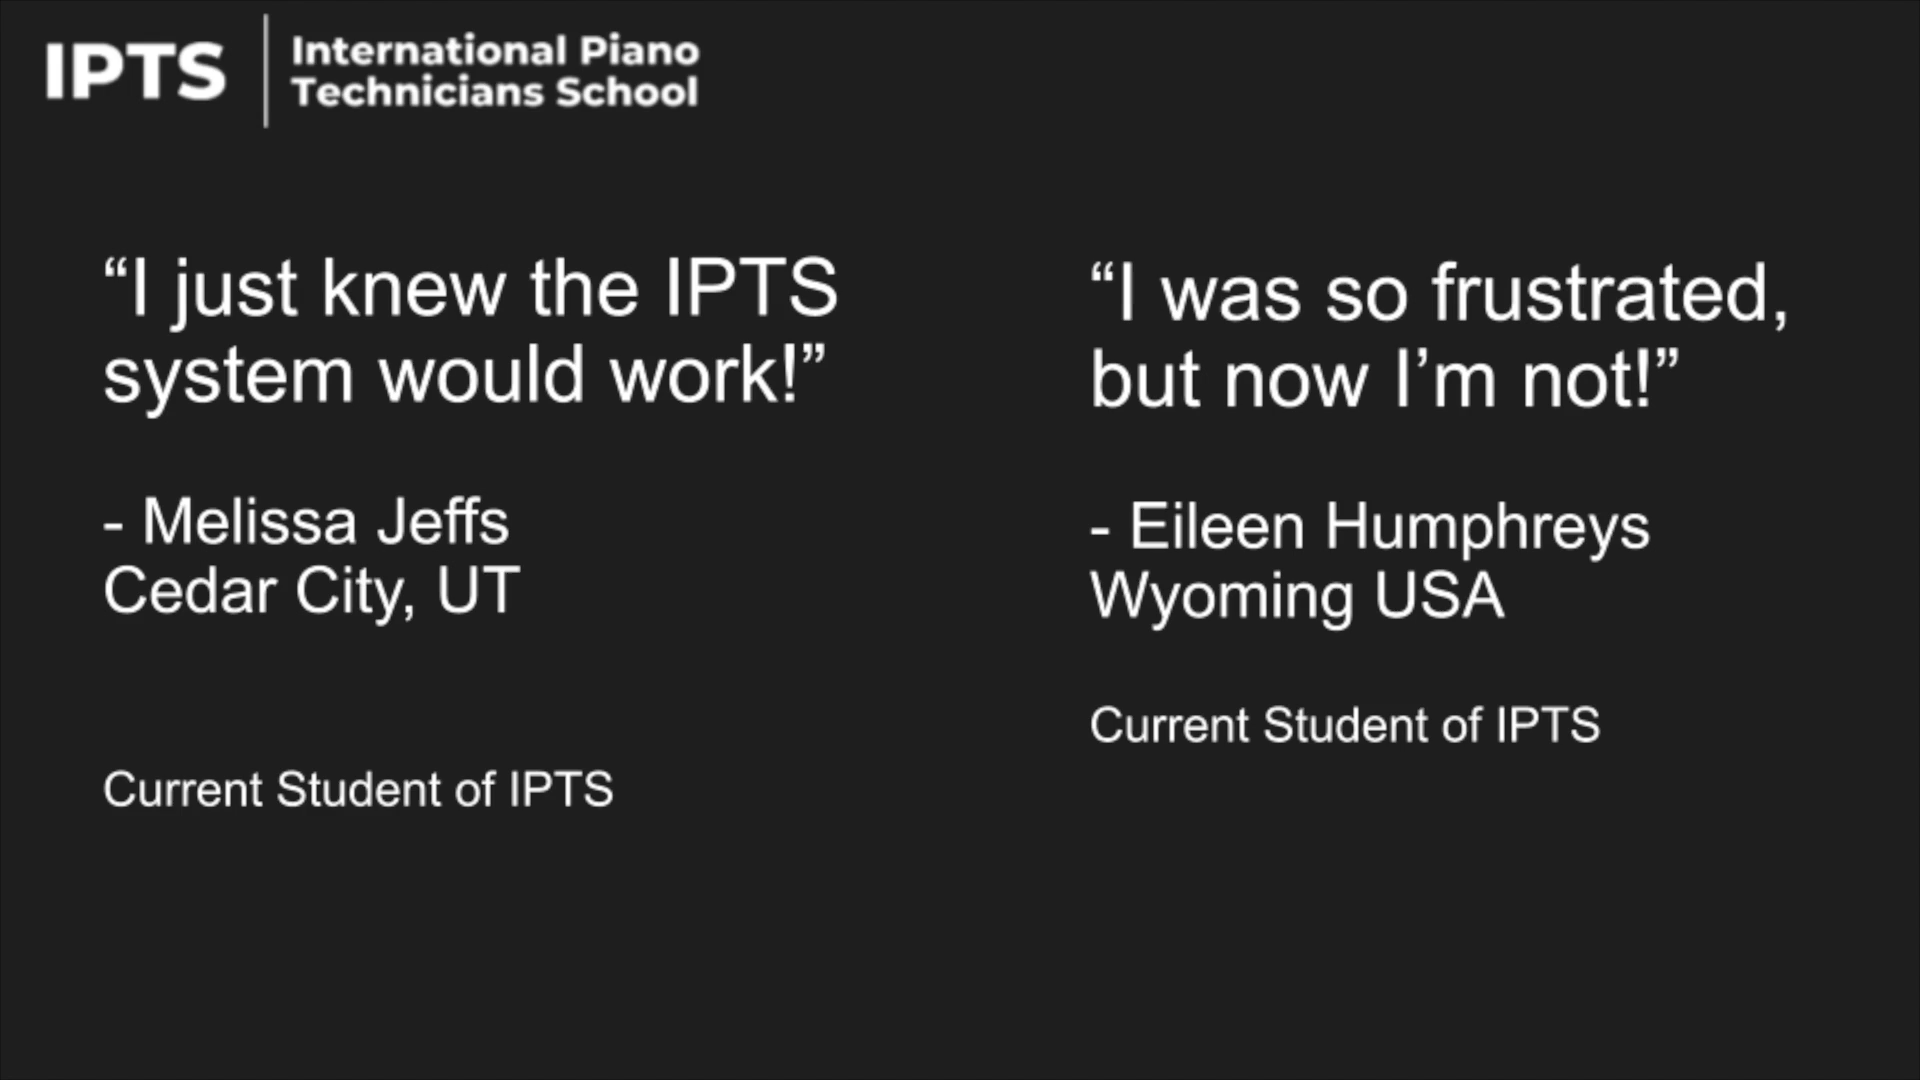 IPTS
International Piano
Technicians School
“I just knew the IPTS
system would work!”
- Melissa Jeffs
Cedar City, UT
Current Student of IPTS
“I was so frustrated,
but now I’m not!”
- Eileen Humphreys
Wyoming USA
Current Student of IPTS